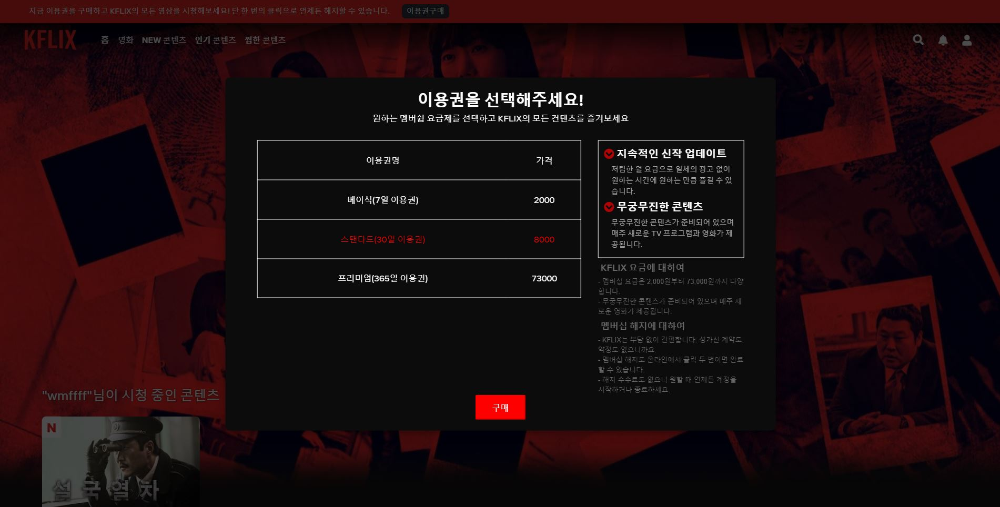 지금 이용권을 구매하고 KFLIX의 모든 영상을 시청해보세요! 단 한 번의 클릭으로 언제든 해지할 수 있습니다. 이용권구매
KFLIX 홈 영화 NEW 콘텐츠 인기 콘텐츠 찜한 콘텐츠
이용권을 선택해주세요!
원하는 멤버쉽 요금제를 선택하고 KFLIX의 모든 컨텐츠를 즐겨보세요
이용권명 가격
베이식(7일 이용권) 2000
스탠다드(30일 이용권) 8000
프리미엄(365일 이용권) 73000
지속적인 신작 업데이트
저렴한 월 요금으로 일체의 광고 없이
원하는 시간에 원하는 만큼 즐길 수 있
습니다.
무궁무진한 콘텐츠
무궁무진한 콘텐츠가 준비되어 있으며
매주 새로운 TV 프로그램과 영화가 제
공됩니다.
KFLIX 요금에 대하여
- 멤버십 요금은 2,000원부터 73,000원까지 다양
합니다.
- 무궁무진한 콘텐츠가 준비되어 있으며 매주 새
로운 영화가 제공됩니다.
멤버십 해지에 대하여
- KFLIX는 부담 없이 간편합니다. 성가신 계약도,
약정도 없으니까요.
- 멤버십 해지도 온라인에서 클릭 두 번이면 완료
할 수 있습니다.
- 해지 수수료도 없으니 원할 때 언제든 계정을
시작하거나 종료하세요.
구매
"wmffff"님이 시청 중인 콘텐츠
N
설국열차